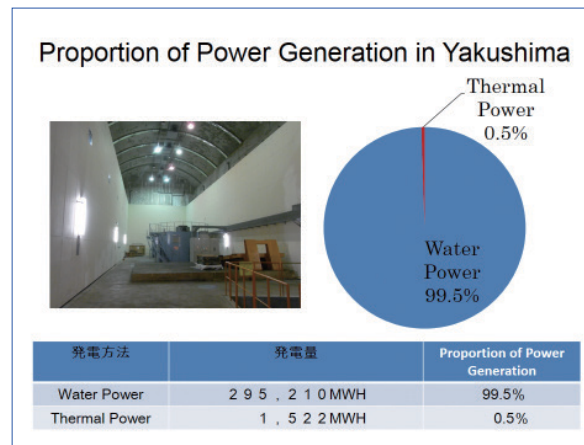 Proportion of Power Generation in Yakushima
Thermal
Power
0.5%
Water
Power
99.5%
発電方法 発電量 Proportion of Power Generation
Water Power ２９５，２１０MWH 99.5%
Thermal Power １，５２２MWH 0.5%